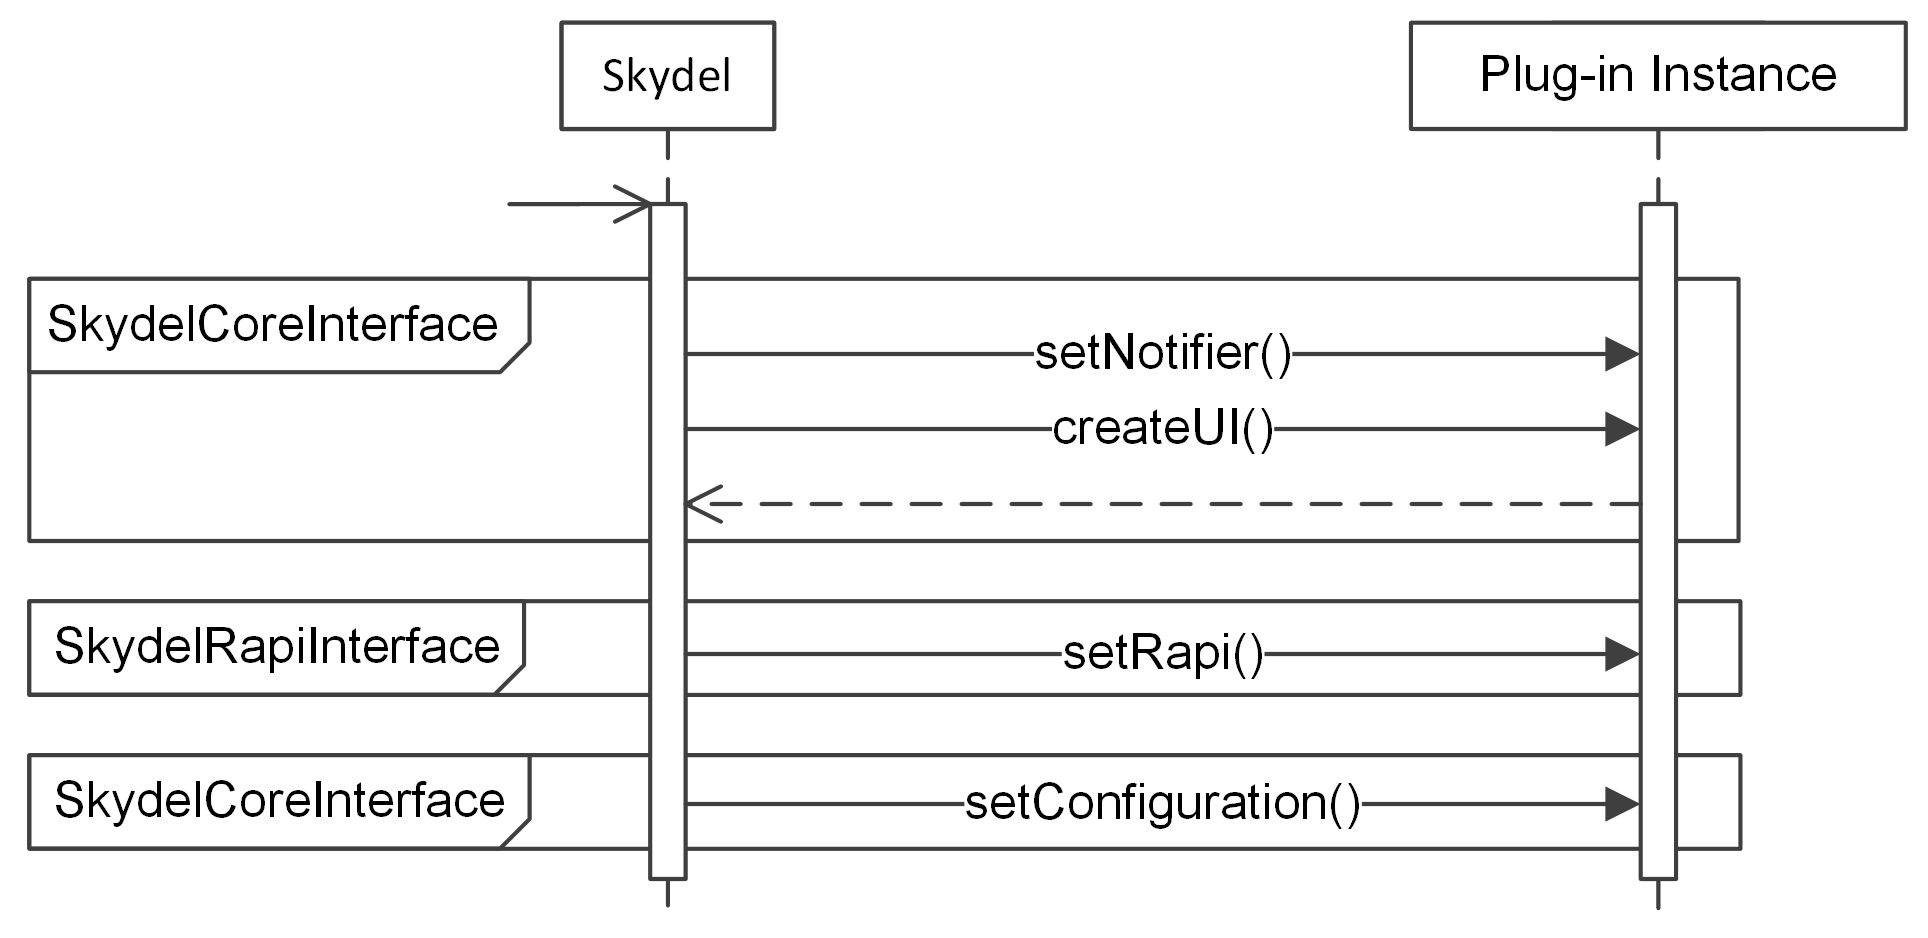 Skydel
Plug-in Instance
SkydelCoreInterface
setNotifier()
createUI()
SkydelRapiInterface
setRapi()
SkydelCoreInterface
setConfiguration()